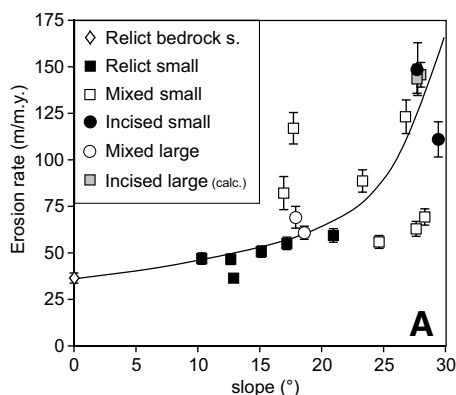 175
150
125
100
75
50
25
0
Erosion rate (m/m.y.)
Relict bedrock s.
Relict small
Mixed small
Incised small
Mixed large
Incised large (calc.)
A
0 5 10 15 20 25 30
slope (°)